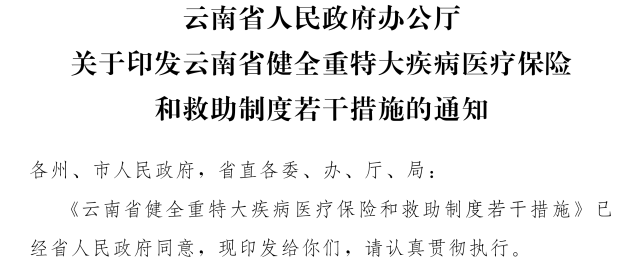 云南省人民政府办公厅
关于印发云南省健全重特大疾病医疗保险
和救助制度若干措施的通知
各州、市人民政府，省直各委、办、厅、局：
《云南省健全重特大疾病医疗保险和救助制度若干措施》已
经省人民政府同意，现印发给你们，请认真贯彻执行。